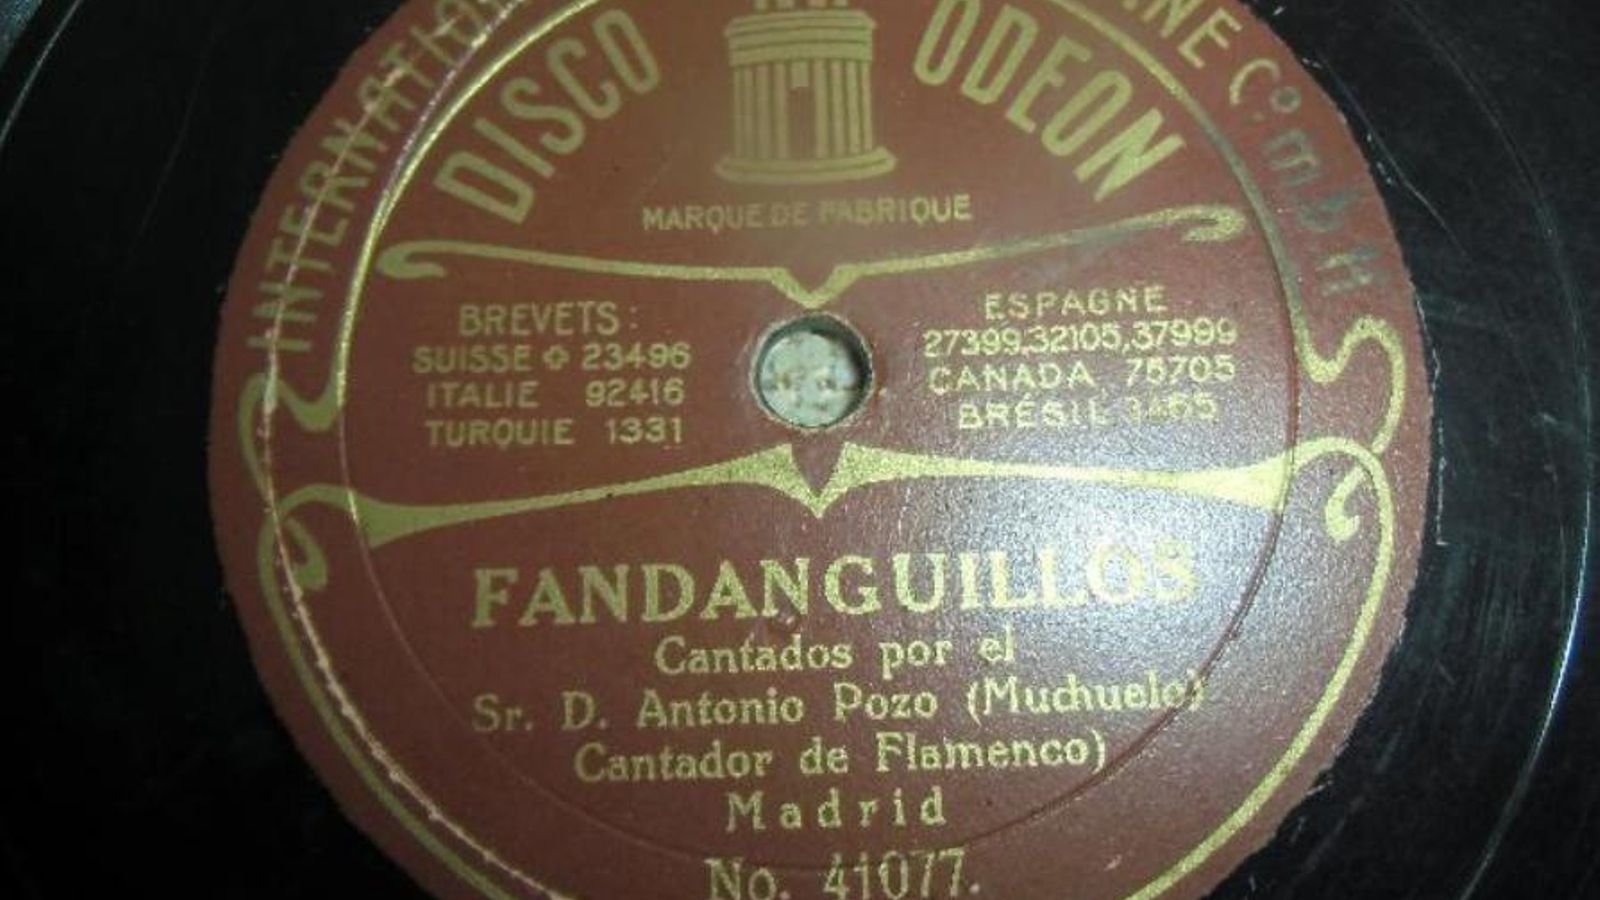 DISCO ODEON
MARQUE DE FABRIQUE
BREVETS:
SUISSE 23496
ITALIE 92416
TURQUIE 1331
ESPAGNE
27399,32105,37999
CANADA 75705
BRÉSIL
FANDANGUILLOS
Cantados por el
Sr. D. Antonio Pozo (Muchuelo)
Cantador de Flamenco)
Madrid
No. 41077.